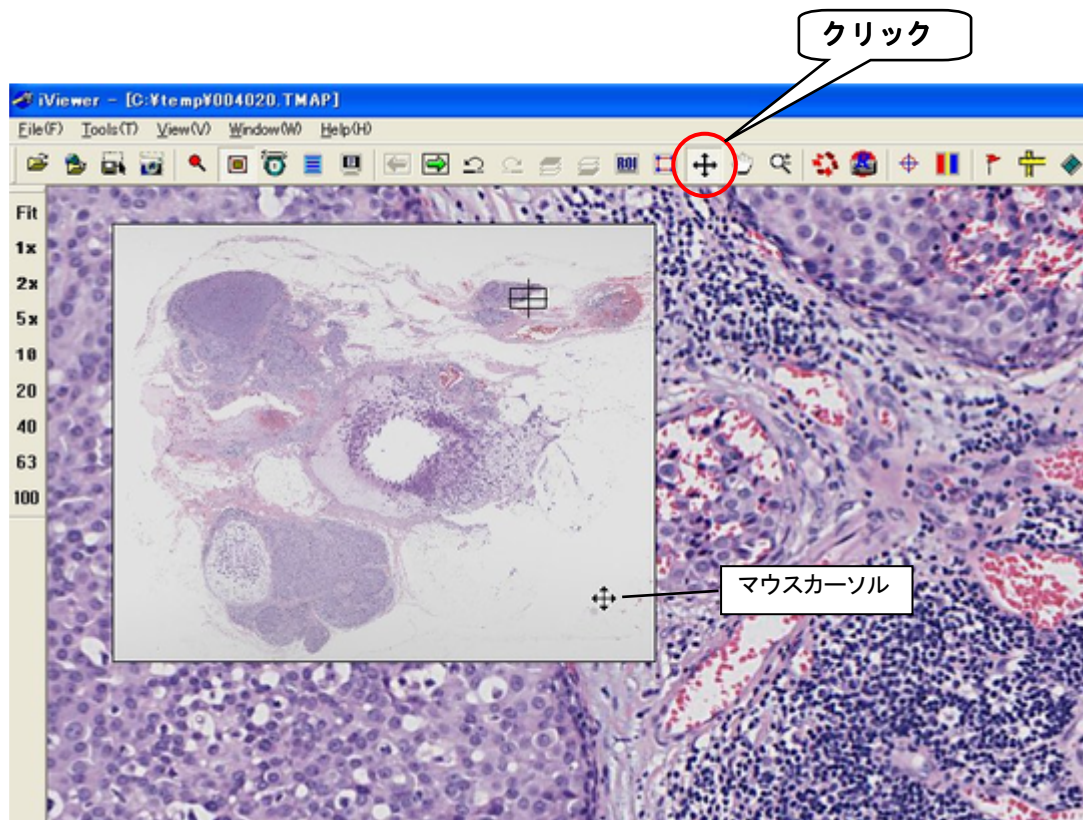 クリック
iViewer - [C:¥temp¥004020.TMAP]
File(F) Tools(T) View(V) Window(W) Help(H)
ROI
Fit
1x
2x
5x
10
20
40
63
100
マウスカーソル